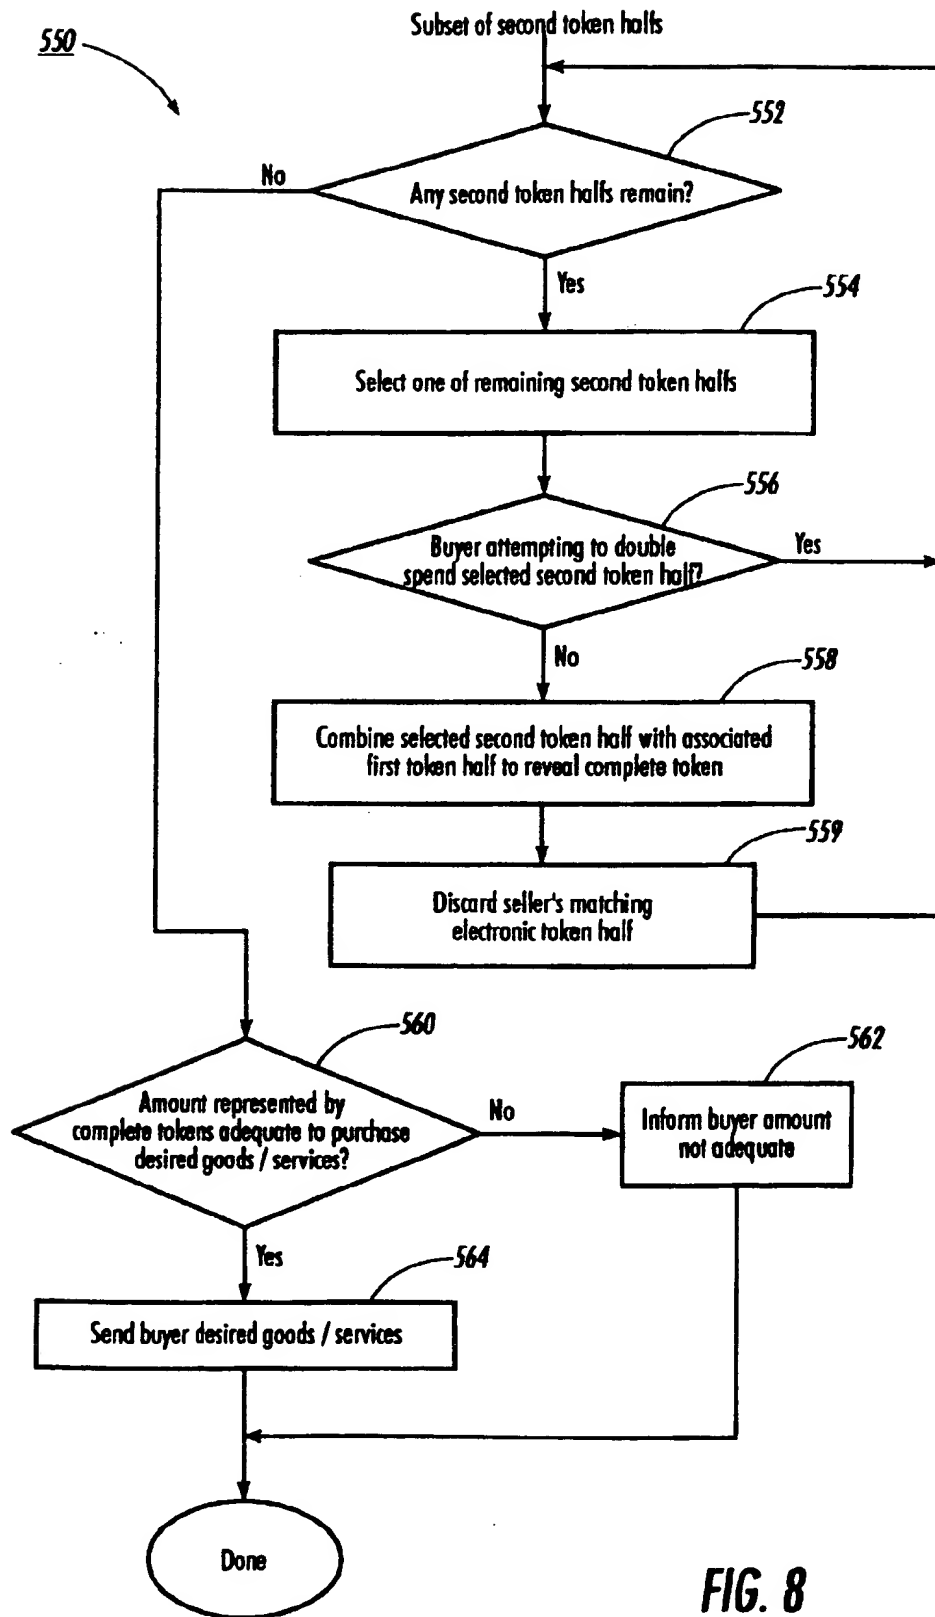 Subset of second token halfs
550
552
No
Any second token halfs remain?
Yes
554
Select one of remaining second token halfs
556
Buyer attempting to double
spend selected second token half?
Yes
No
558
Combine selected second token half with associated
first token half to reveal complete token
559
Discard seller's matching
electronic token half
560
562
Amount represented by
complete tokens adequate to purchase
desired goods / services?
No
Inform buyer amount
not adequate
Yes
564
Send buyer desired goods / services
Done
FIG. 8